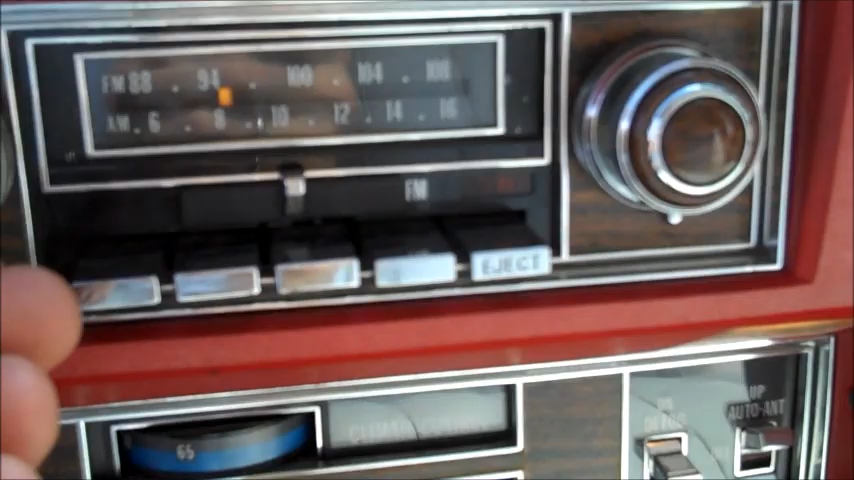 FM 88 . 94 . 100 . 104 . 108
AM . 6 . 8 . 10 . 12 . 14 . 16
FM
EJECT
65
CLIMATE CONTROL
UP
AUTO-ANT